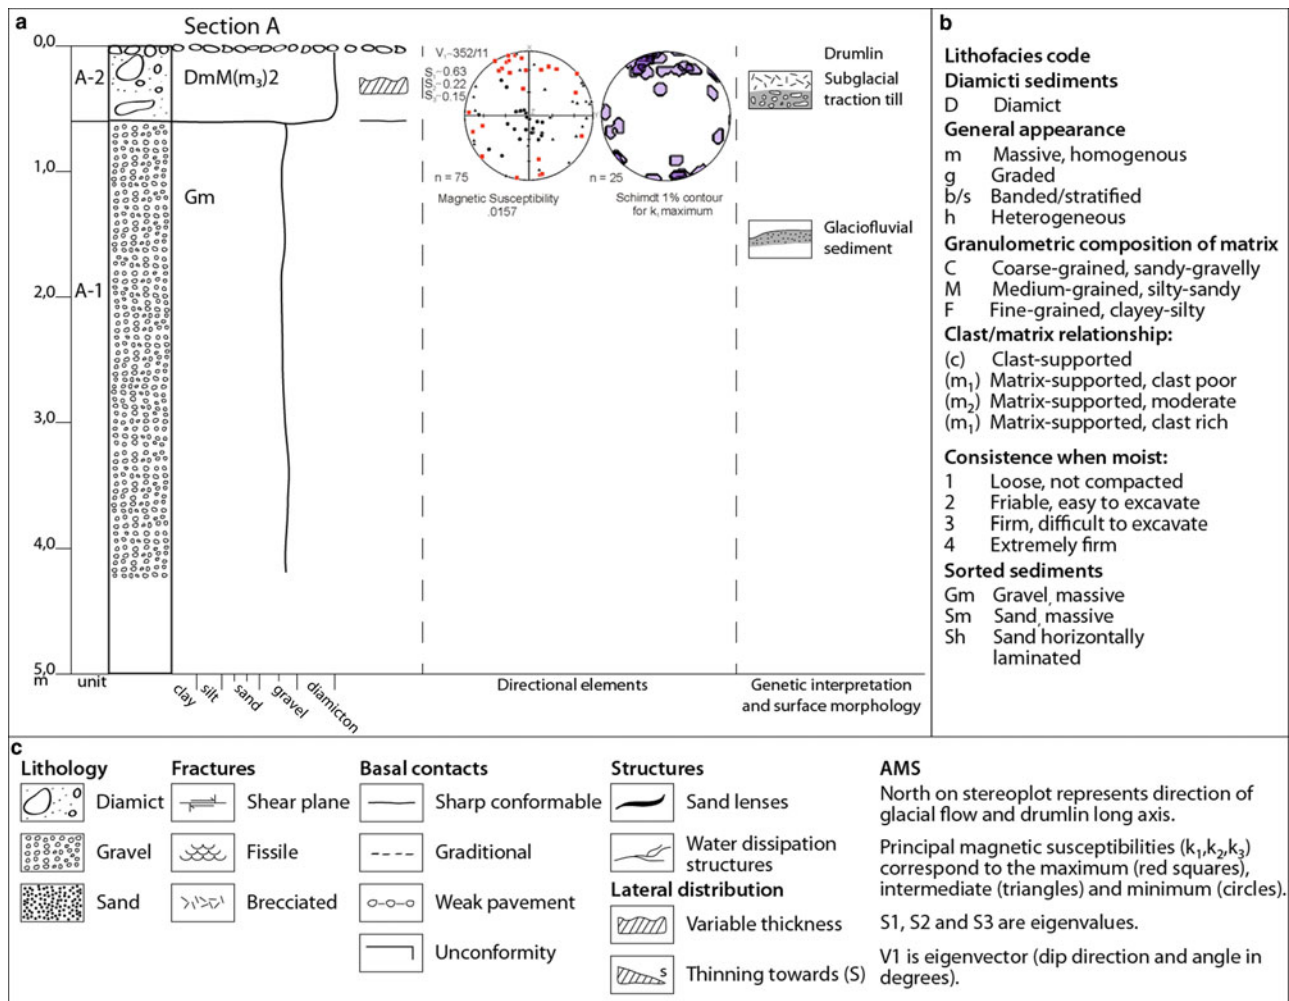 a
Section A
0,0
1,0
2,0
3,0
4,0
5,0
m
A-2
A-1
unit
DmM(m₃)2
Gm
clay
silt
sand
gravel
diamicton
V₁~352/11
S₁~0.63
S₂~0.22
S₃~0.15
n = 75
Magnetic Susceptibility
.0157
n = 25
Schimdt 1% contour
for k₁ maximum
Directional elements
Drumlin
Subglacial
traction till
Glaciofluvial
sediment
Genetic interpretation
and surface morphology
b
Lithofacies code
Diamicti sediments
D Diamict
General appearance
m Massive, homogenous
g Graded
b/s Banded/stratified
h Heterogeneous
Granulometric composition of matrix
C Coarse-grained, sandy-gravelly
M Medium-grained, silty-sandy
F Fine-grained, clayey-silty
Clast/matrix relationship:
(c) Clast-supported
(m₁) Matrix-supported, clast poor
(m₂) Matrix-supported, moderate
(m₁) Matrix-supported, clast rich
Consistence when moist:
1 Loose, not compacted
2 Friable, easy to excavate
3 Firm, difficult to excavate
4 Extremely firm
Sorted sediments
Gm Gravel, massive
Sm Sand, massive
Sh Sand horizontally
laminated
c
Lithology
Diamict
Gravel
Sand
Fractures
Shear plane
Fissile
Brecciated
Basal contacts
Sharp conformable
Graditional
Weak pavement
Unconformity
Structures
Sand lenses
Water dissipation
structures
Lateral distribution
Variable thickness
S
Thinning towards (S)
AMS
North on stereoplot represents direction of
glacial flow and drumlin long axis.
Principal magnetic susceptibilities (k₁,k₂,k₃)
correspond to the maximum (red squares),
intermediate (triangles) and minimum (circles).
S1, S2 and S3 are eigenvalues.
V1 is eigenvector (dip direction and angle in
degrees).